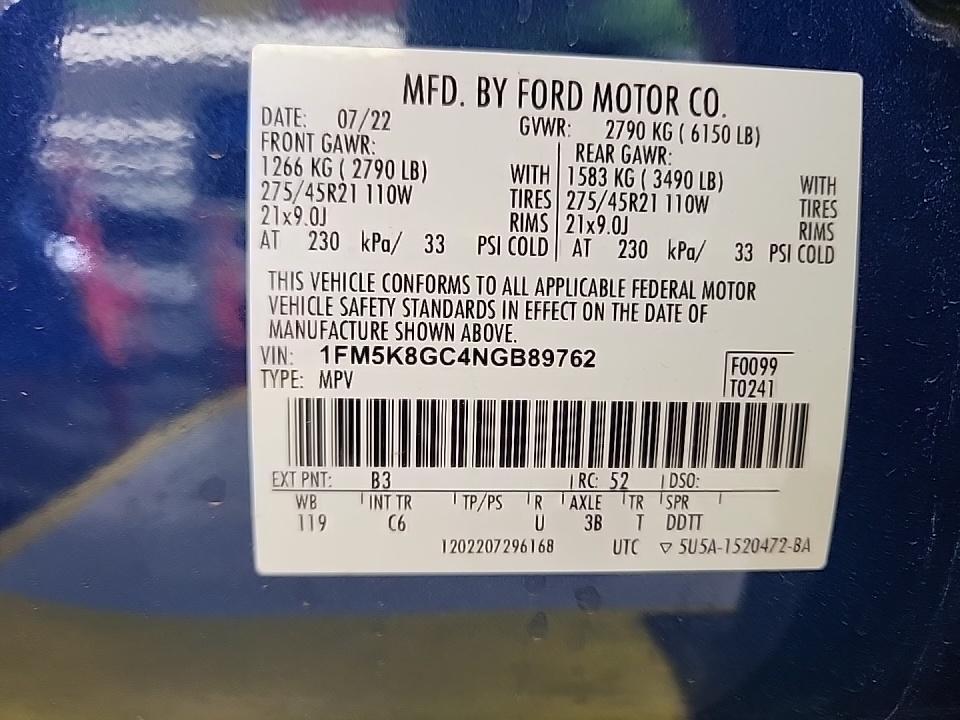 MFD. BY FORD MOTOR CO.
DATE: 07/22 GVWR: 2790 KG ( 6150 LB)
FRONT GAWR: REAR GAWR:
1266 KG ( 2790 LB) WITH 1583 KG ( 3490 LB) WITH
275/45R21 110W TIRES 275/45R21 110W TIRES
21x9.0J RIMS 21x9.0J RIMS
AT 230 kPa/ 33 PSI COLD AT 230 kPa/ 33 PSI COLD
THIS VEHICLE CONFORMS TO ALL APPLICABLE FEDERAL MOTOR
VEHICLE SAFETY STANDARDS IN EFFECT ON THE DATE OF
MANUFACTURE SHOWN ABOVE.
VIN: 1FM5K8GC4NGB89762 F0099
TYPE: MPV T0241
EXT PNT: B3 RC: 52 DSO:
WB INT TR TP/PS R AXLE TR SPR
119 C6 U 3B T DDTT
1202207296168 UTC ▽ 5U5A-1520472-BA